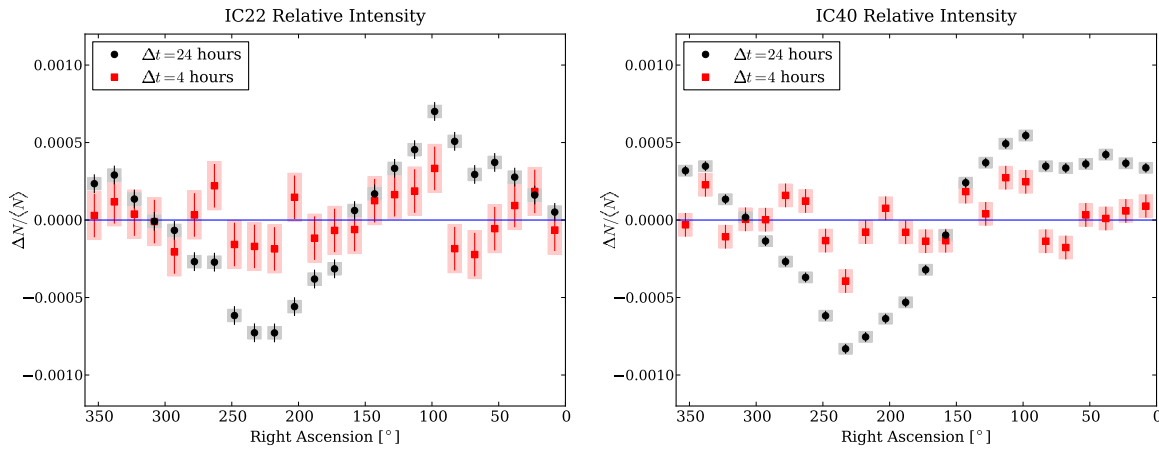 IC22 Relative Intensity
Δt=24 hours
Δt=4 hours
0.0010
0.0005
0.0000
−0.0005
−0.0010
ΔN/⟨N⟩
350 300 250 200 150 100 50 0
Right Ascension [°]
IC40 Relative Intensity
Δt=24 hours
Δt=4 hours
0.0010
0.0005
0.0000
−0.0005
−0.0010
ΔN/⟨N⟩
350 300 250 200 150 100 50 0
Right Ascension [°]